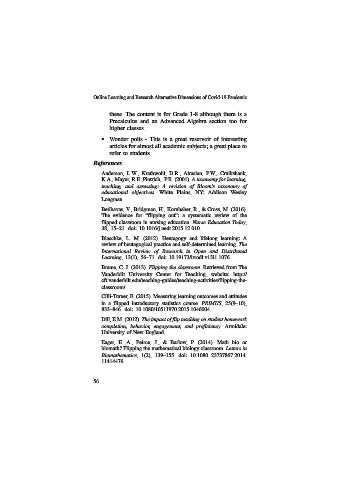 Online Learning and Research Alternative Dimensions of Covid-19 Pandemic
these. The content is for Grade 1-8 although there is a
Precalculus and an Advanced Algebra section too for
higher classes
• Wonder polis - This is a great reservoir of interesting
articles for almost all academic subjects; a great place to
refer to students
References
Anderson, L.W., Krathwohl, D.R., Airasian, P.W., Cruikshank,
K.A., Mayer, R.E., Pintrich, P.R. (2001). A taxonomy for learning,
teaching, and assessing: A revision of Bloom's taxonomy of
educational objectives. White Plains, NY: Addison Wesley
Longman
Betihavas, V., Bridgman, H., Kornhaber, R., & Cross, M. (2016).
The evidence for "flipping out": a systematic review of the
flipped classroom in nursing education. Nurse Education Today,
38, 15-21. doi: 10.1016/j.nedt.2015.12.010
Blaschke, L. M. (2012). Heutagogy and lifelong learning: A
review of heutagogical practice and self-determined learning. The
International Review of Research in Open and Distributed
Learning, 13(1), 56-71. doi: 10.19173/irrodl.v13i1.1076
Brame, C. J. (2013). Flipping the classroom. Retrieved from The
Vanderbilt University Center for Teaching website: http://
cft.vanderbilt.edu/teaching-guides/teaching-activities/flipping-the-
classroom/
Cilli-Turner, E. (2015). Measuring learning outcomes and attitudes
in a flipped introductory statistics course. PRIMUS, 25(9-10),
833-846. doi: 10.1080/10511970.2015.1046004
Dill, E.M. (2012). The impact of flip teaching on student homework
completion, behavior, engagement, and proficiency. Armidale:
University of New England
Eager, E. A., Peirce, J., & Barlow, P. (2014). Math bio or
biomath? Flipping the mathematical biology classroom. Letters in
Biomathematics, 1(2), 139-155. doi: 10.1080/23737867.2014.
11414476
56